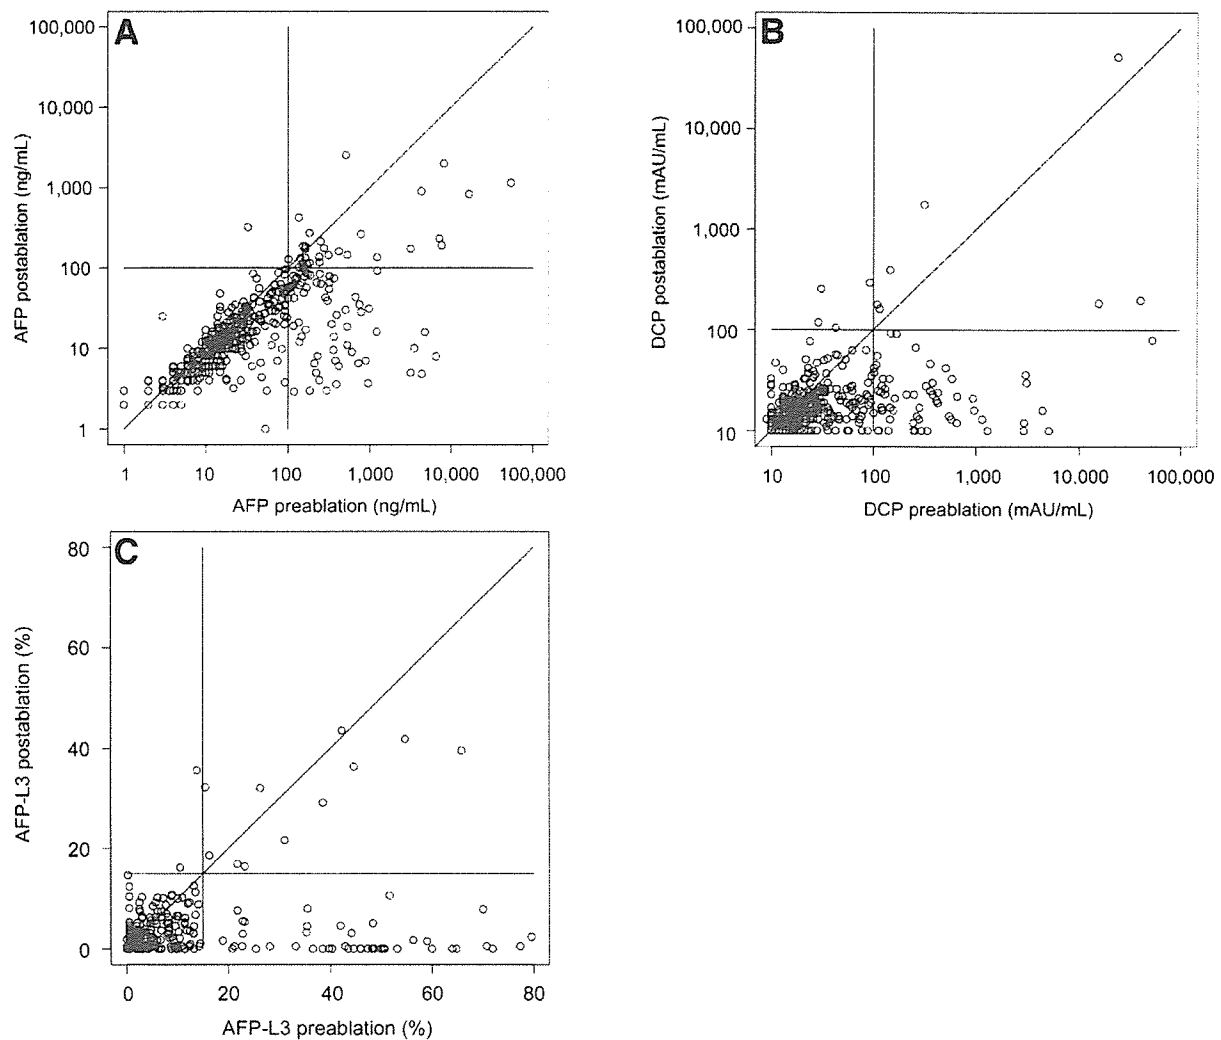 A
100,000
10,000
1,000
100
10
1
AFP postablation (ng/mL)
1 10 100 1,000 10,000 100,000
AFP preablation (ng/mL)
B
100,000
10,000
1,000
100
10
DCP postablation (mAU/mL)
10 100 1,000 10,000 100,000
DCP preablation (mAU/mL)
C
80
60
40
20
0
AFP-L3 postablation (%)
0 20 40 60 80
AFP-L3 preablation (%)